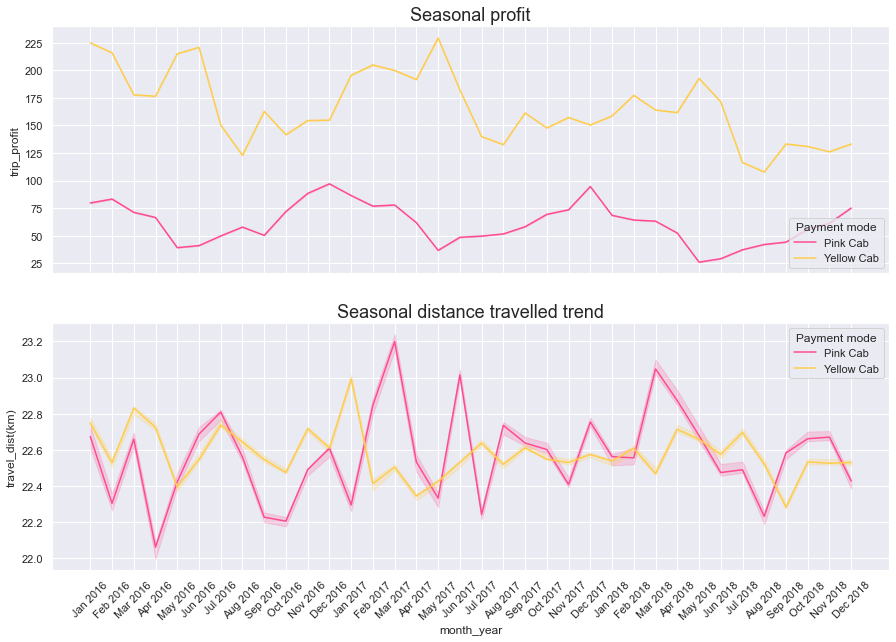 Seasonal profit
trip_profit
225
200
175
150
125
100
75
50
25
Payment mode
Pink Cab
Yellow Cab
Seasonal distance travelled trend
travel_dist(km)
23.2
23.0
22.8
22.6
22.4
22.2
22.0
Payment mode
Pink Cab
Yellow Cab
Jan 2016
Feb 2016
Mar 2016
Apr 2016
May 2016
Jun 2016
Jul 2016
Aug 2016
Sep 2016
Oct 2016
Nov 2016
Dec 2016
Jan 2017
Feb 2017
Mar 2017
Apr 2017
May 2017
Jun 2017
Jul 2017
Aug 2017
Sep 2017
Oct 2017
Nov 2017
Dec 2017
Jan 2018
Feb 2018
Mar 2018
Apr 2018
May 2018
Jun 2018
Jul 2018
Aug 2018
Sep 2018
Oct 2018
Nov 2018
Dec 2018
month_year